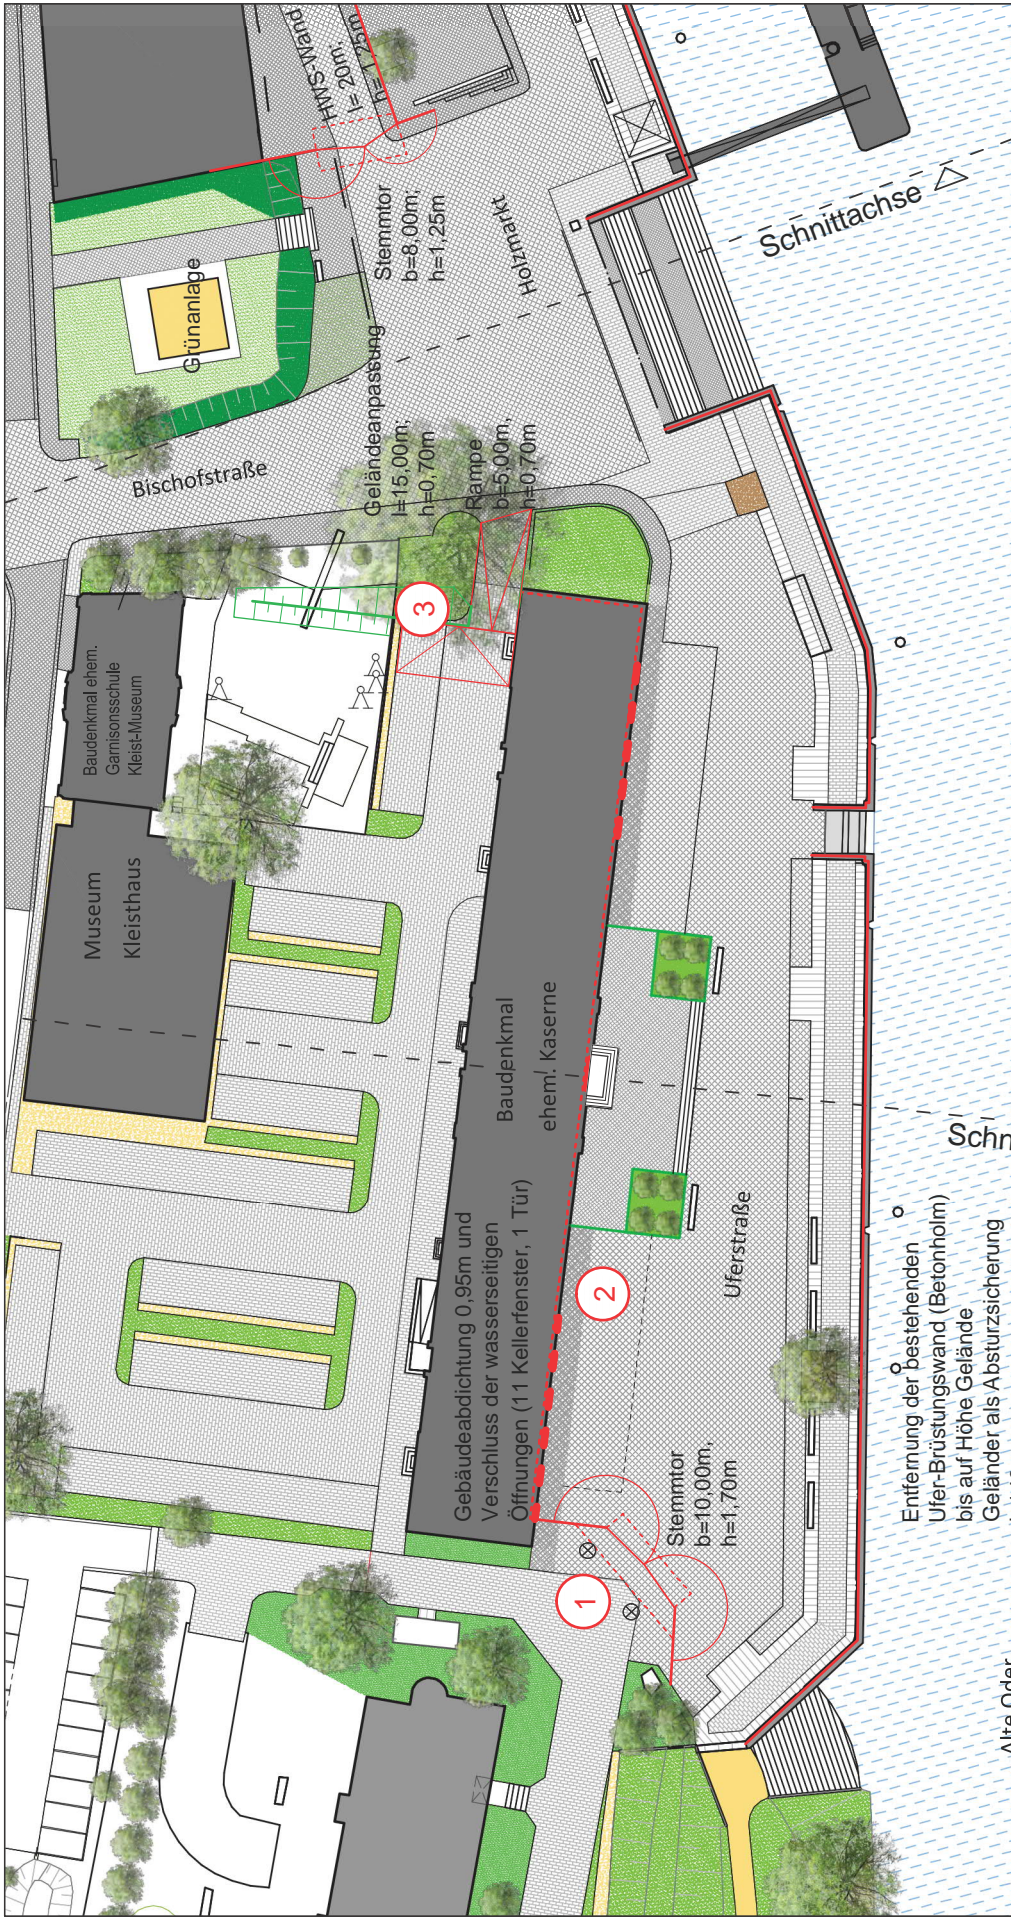 HWS-Wand
l= 20m,
h=1,25m
Stemmtor
b=8,00m;
h=1,25m
Holzmarkt
Schnittachse
Grünanlage
Bischofstraße
Geländeanpassung
l=15,00m;
h=0,70m
Rampe
b=5,00m,
h=0,70m
3
Baudenkmal ehem.
Garnisonsschule
Kleist-Museum
Museum
Kleisthaus
Baudenkmal
ehem. Kaserne
Gebäudeabdichtung 0,95m und
Verschluss der wasserseitigen
Öffnungen (11 Kellerfenster, 1 Tür)
2
Uferstraße
Schn
1
Stemmtor
b=10,00m,
h=1,70m
Entfernung der bestehenden
Ufer-Brüstungswand (Betonholm)
bis auf Höhe Gelände
Geländer als Absturzsicherung
Alte Oder